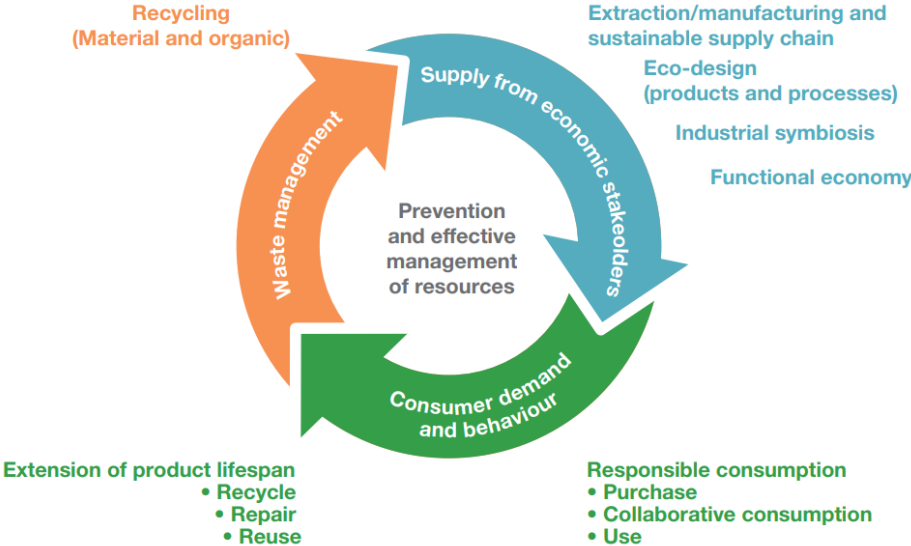 Recycling
(Material and organic)
Extraction/manufacturing and
sustainable supply chain
Eco-design
(products and processes)
Industrial symbiosis
Functional economy
Supply from economic stakeolders
Waste management
Prevention
and effective
management
of resources
Consumer demand
and behaviour
Extension of product lifespan
• Recycle
• Repair
• Reuse
Responsible consumption
• Purchase
• Collaborative consumption
• Use